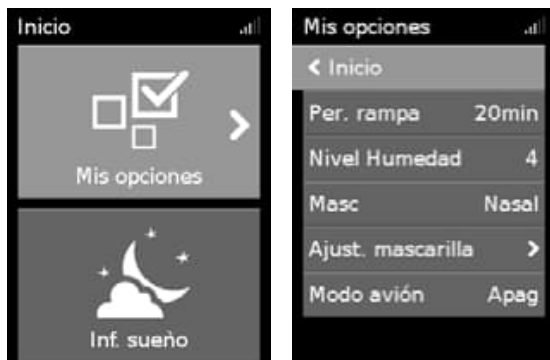 Inicio
Mis opciones
Inf. sueño
Mis opciones
Inicio
Per. rampa 20min
Nivel Humedad 4
Masc Nasal
Ajust. mascarilla
Modo avión Apag